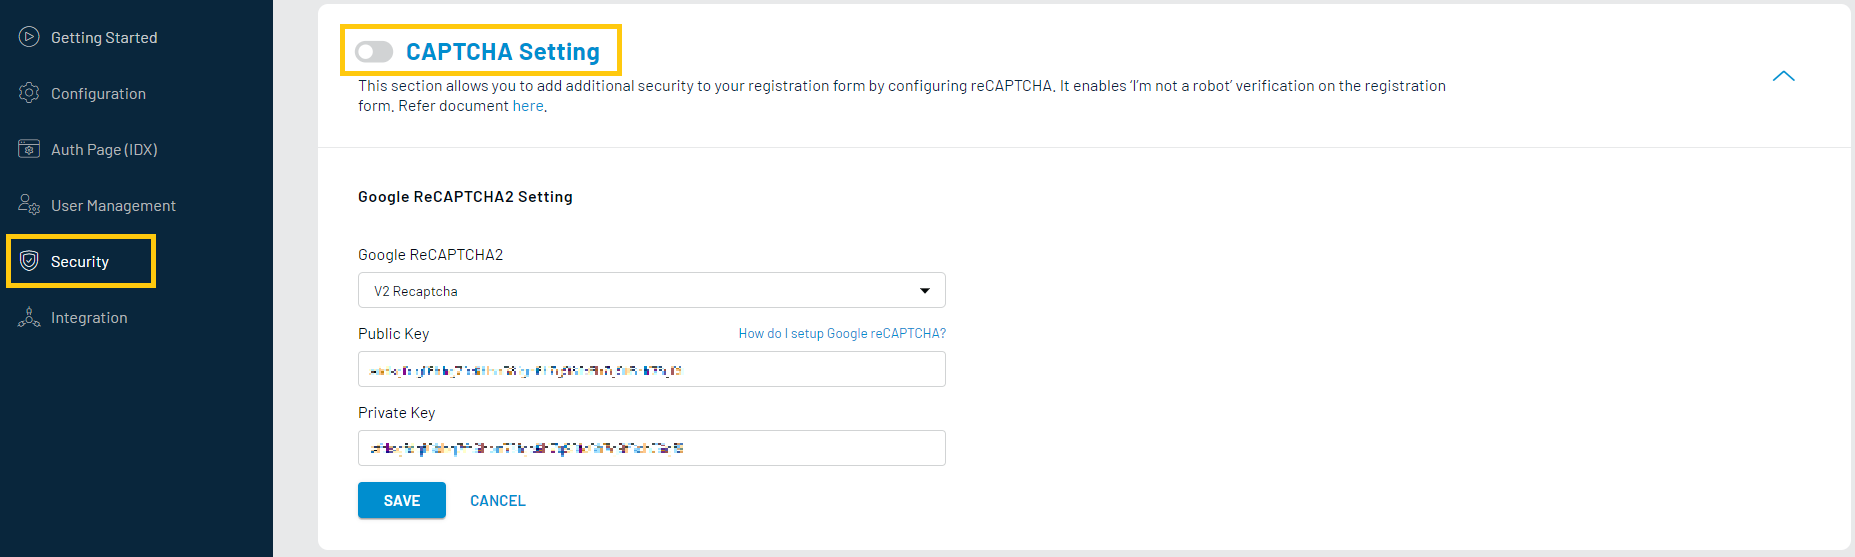 Getting Started
Configuration
Auth Page (IDX)
User Management
Security
Integration
CAPTCHA Setting
This section allows you to add additional security to your registration form by configuring reCAPTCHA. It enables ‘I’m not a robot’ verification on the registration
form. Refer document here.
Google ReCAPTCHA2 Setting
Google ReCAPTCHA2
V2 Recaptcha
Public Key
How do I setup Google reCAPTCHA?
Private Key
SAVE
CANCEL